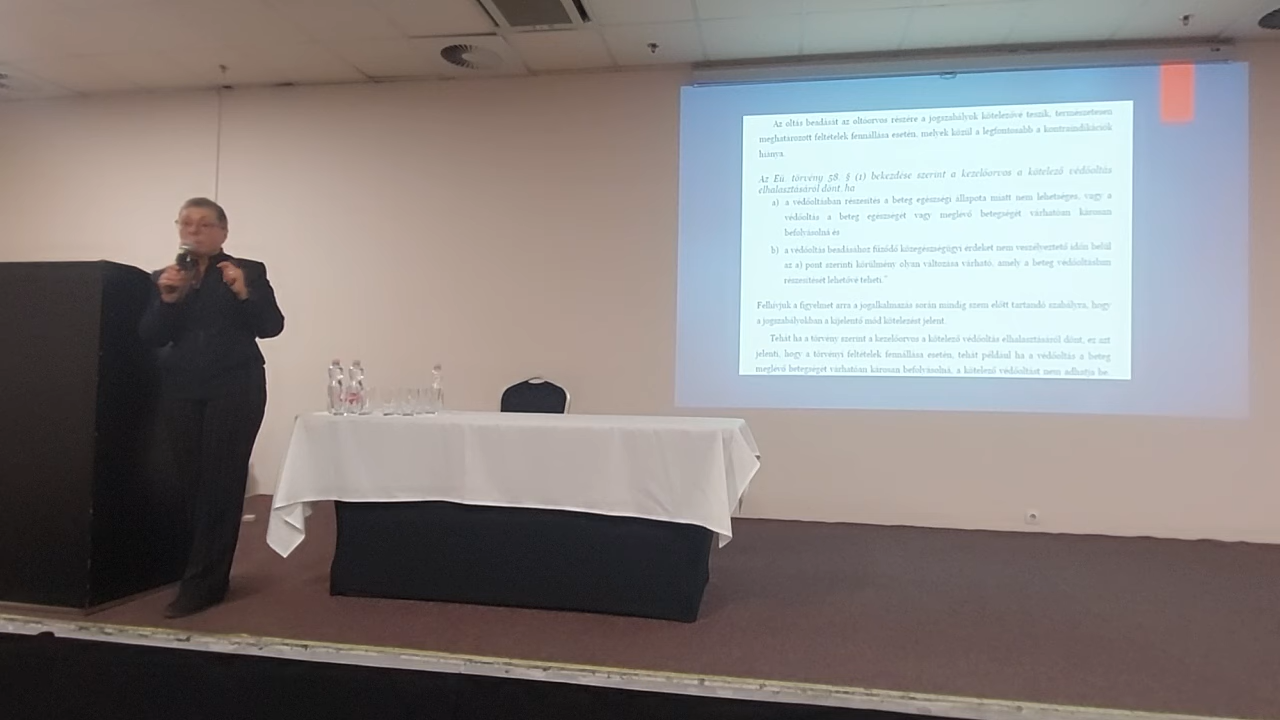 Az oltás beadását az oltóorvos részére a jogszabályok kötelezővé teszik, természetesen
meghatározott feltételek fennállása esetén, melyek közül a legfontosabb a kontraindikációk
hiánya.
Az Eü. törvény 58. § (1) bekezdése szerint a kezelőorvos a kötelező védőoltás
elhalasztásáról dönt, ha
a) a védőoltásban részesítés a beteg egészségi állapota miatt nem lehetséges, vagy a
védőoltás a beteg egészségét vagy meglevő betegségét várhatóan károsan
befolyásolná és
b) a védőoltás beadásához fűződő közegészségügyi érdeket nem veszélyeztető időn belül
az a) pont szerinti körülmény olyan változása várható, amely a beteg védőoltásban
részesítését lehetővé teheti."
Felhívjuk a figyelmet arra a jogalkalmazás során mindig szem előtt tartandó szabályra, hogy
a jogszabályokban a kijelentő mód kötelezést jelent.
Tehát ha a törvény szerint a kezelőorvos a kötelező védőoltás elhalasztásáról dönt, ez azt
jelenti, hogy a törvényi feltételek fennállása esetén, tehát például ha a védőoltás a beteg
meglévő betegségét várhatóan károsan befolyásolná, a kötelező védőoltást nem adhatja be.